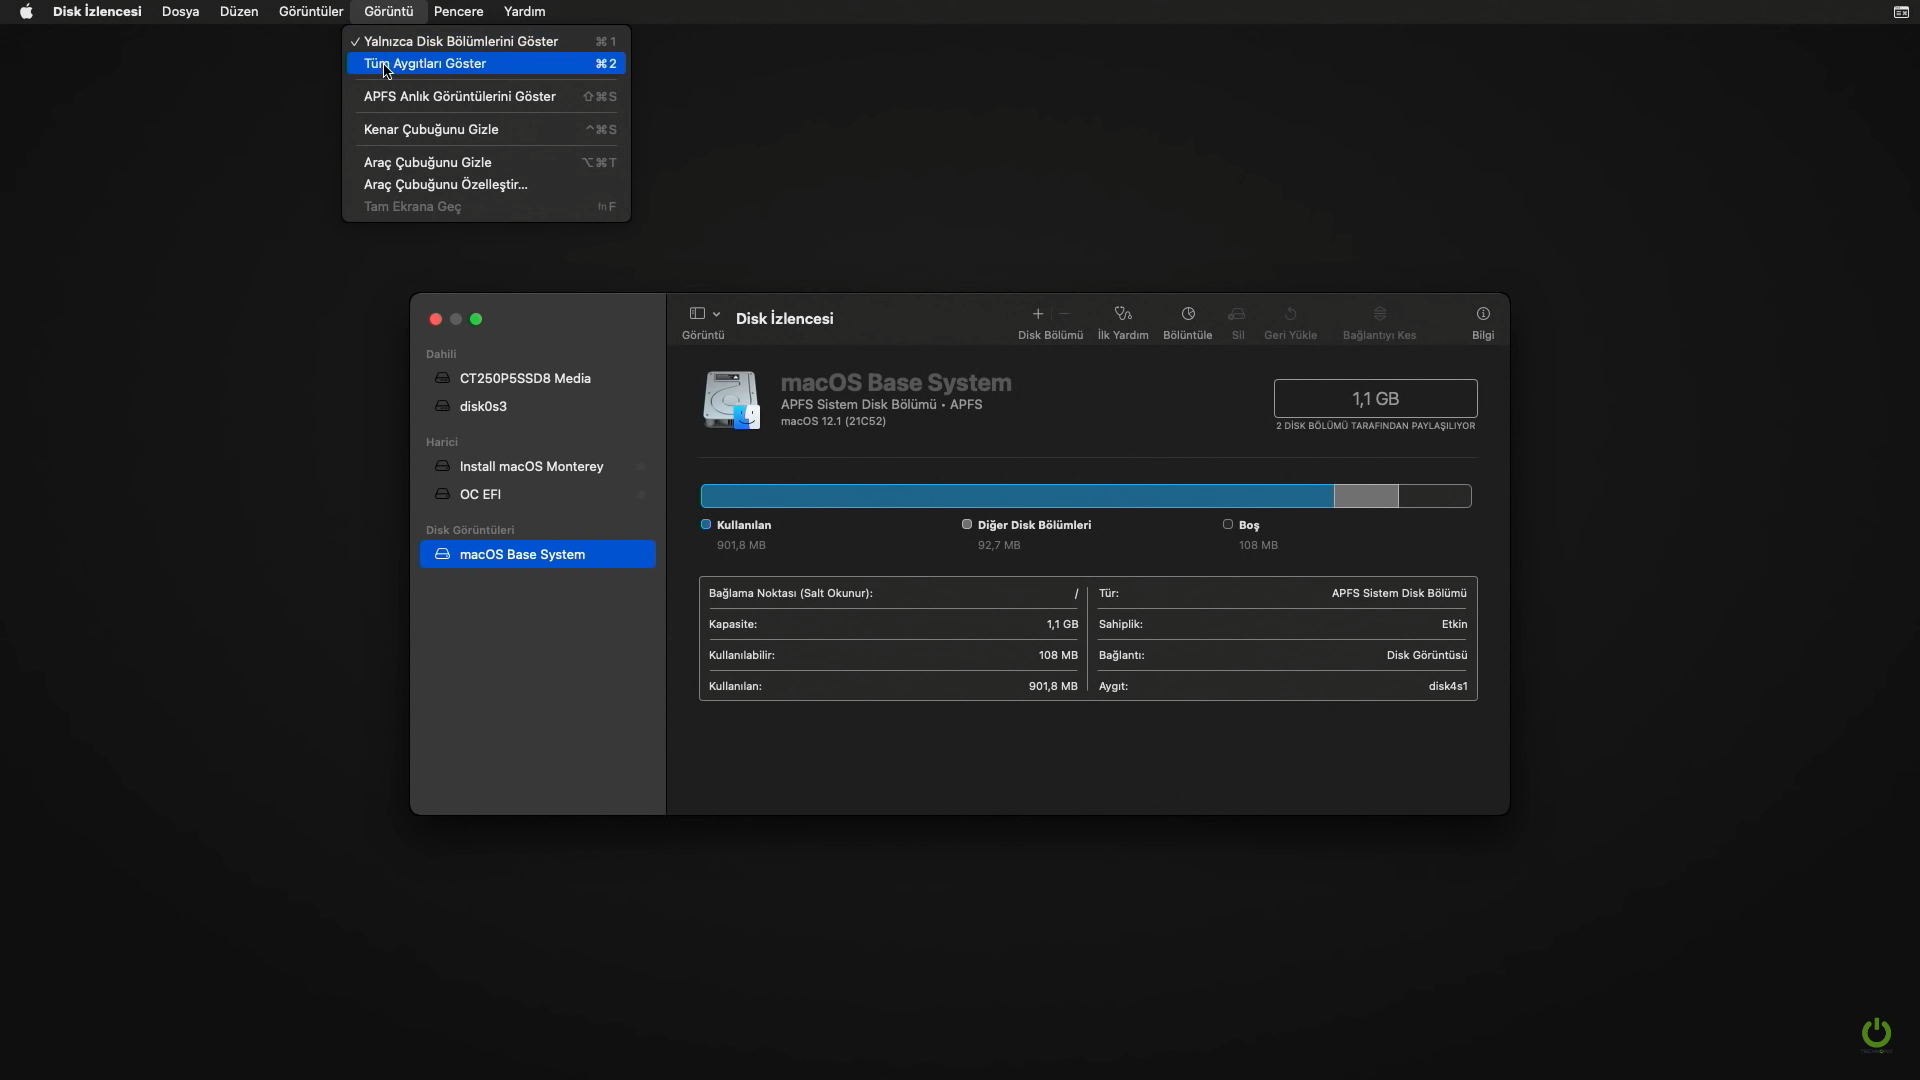 Disk İzlencesi Dosya Düzen Görüntüler Görüntü Pencere Yardım
✓ Yalnızca Disk Bölümlerini Göster ⌘ 1
Tüm Aygıtları Göster ⌘ 2
APFS Anlık Görüntülerini Göster ⇧⌘S
Kenar Çubuğunu Gizle ^⌘S
Araç Çubuğunu Gizle ⌥⌘T
Araç Çubuğunu Özelleştir...
Tam Ekrana Geç fn F
Dahili
CT250P5SSD8 Media
disk0s3
Harici
Install macOS Monterey
OC EFI
Disk Görüntüleri
macOS Base System
Görüntü
Disk İzlencesi
Disk Bölümü İlk Yardım Bölüntüle Sil Geri Yükle Bağlantıyı Kes Bilgi
macOS Base System
APFS Sistem Disk Bölümü • APFS
macOS 12.1 (21C52)
1,1 GB
2 DİSK BÖLÜMÜ TARAFINDAN PAYLAŞILIYOR
Kullanılan Diğer Disk Bölümleri Boş
901,8 MB 92,7 MB 108 MB
Bağlama Noktası (Salt Okunur): / Tür: APFS Sistem Disk Bölümü
Kapasite: 1,1 GB Sahiplik: Etkin
Kullanılabilir: 108 MB Bağlantı: Disk Görüntüsü
Kullanılan: 901,8 MB Aygıt: disk4s1